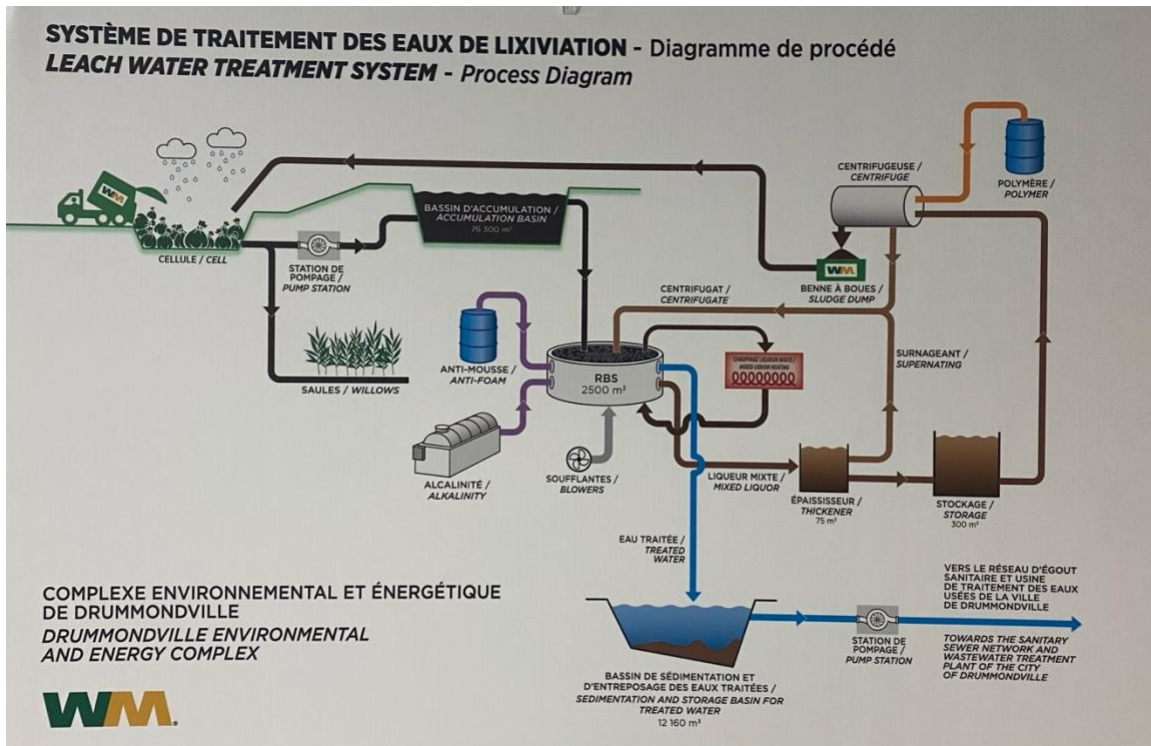 SYSTÈME DE TRAITEMENT DES EAUX DE LIXIVIATION - Diagramme de procédé
LEACH WATER TREATMENT SYSTEM - Process Diagram
WM
CELLULE / CELL
STATION DE
POMPAGE /
PUMP STATION
BASSIN D'ACCUMULATION /
ACCUMULATION BASIN
76 300 m³
CENTRIFUGEUSE /
CENTRIFUGE
POLYMÈRE /
POLYMER
WM
BENNE À BOUES /
SLUDGE DUMP
SAULES / WILLOWS
ANTI-MOUSSE /
ANTI-FOAM
CENTRIFUGAT /
CENTRIFUGATE
RBS
2500 m³
CHAUFFAGE LIQUEUR MIXTE /
MIXED LIQUOR HEATING
SURNAGEANT /
SUPERNATING
ALCALINITÉ /
ALKALINITY
SOUFFLANTES /
BLOWERS
LIQUEUR MIXTE /
MIXED LIQUOR
ÉPAISSISSEUR /
THICKENER
75 m³
STOCKAGE /
STORAGE
300 m³
EAU TRAITÉE /
TREATED
WATER
BASSIN DE SÉDIMENTATION ET
D'ENTREPOSAGE DES EAUX TRAITÉES /
SEDIMENTATION AND STORAGE BASIN FOR
TREATED WATER
12 160 m³
STATION DE
POMPAGE /
PUMP STATION
VERS LE RÉSEAU D'ÉGOUT
SANITAIRE ET USINE
DE TRAITEMENT DES EAUX
USÉES DE LA VILLE
DE DRUMMONDVILLE
TOWARDS THE SANITARY
SEWER NETWORK AND
WASTEWATER TREATMENT
PLANT OF THE CITY
OF DRUMMONDVILLE
COMPLEXE ENVIRONNEMENTAL ET ÉNERGÉTIQUE
DE DRUMMONDVILLE
DRUMMONDVILLE ENVIRONMENTAL
AND ENERGY COMPLEX
WM